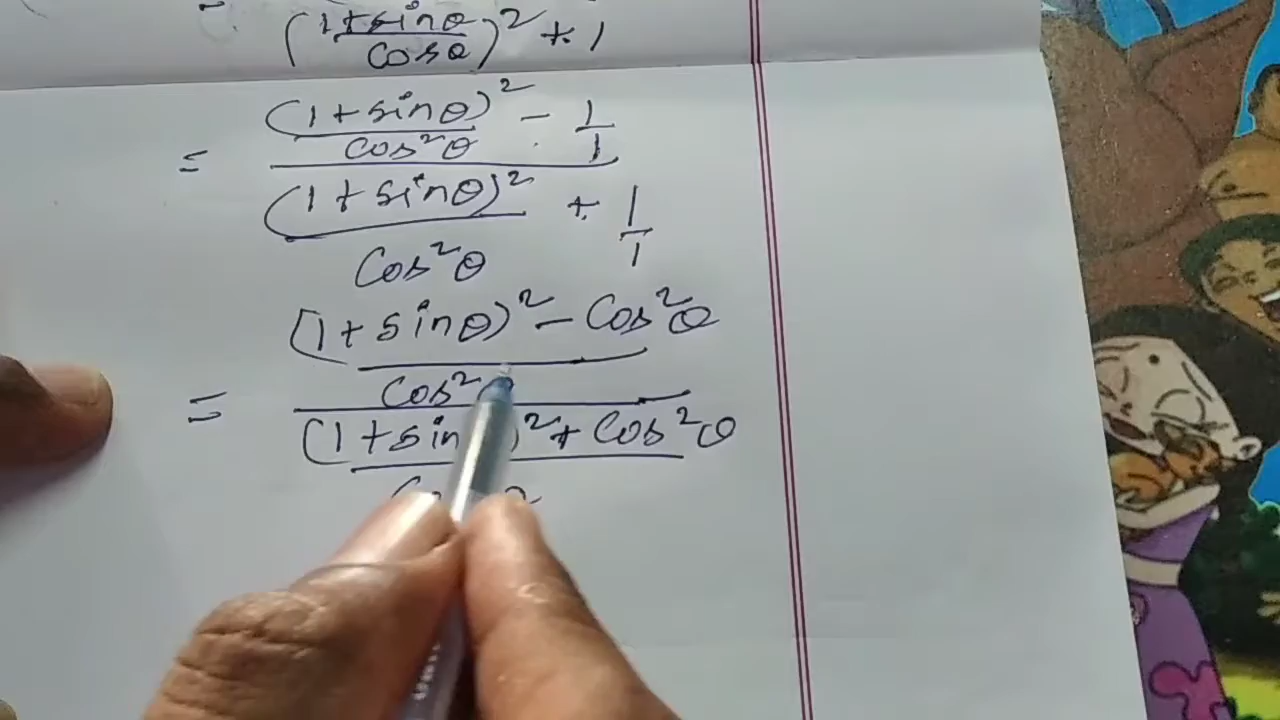 (1+sinθ/cosθ)² + 1
= ((1+sinθ)²/cos²θ - 1/1) / ((1+sinθ)²/cos²θ + 1/1)
= ((1+sinθ)² - cos²θ / cos²
(1+sin )² + cos²θ